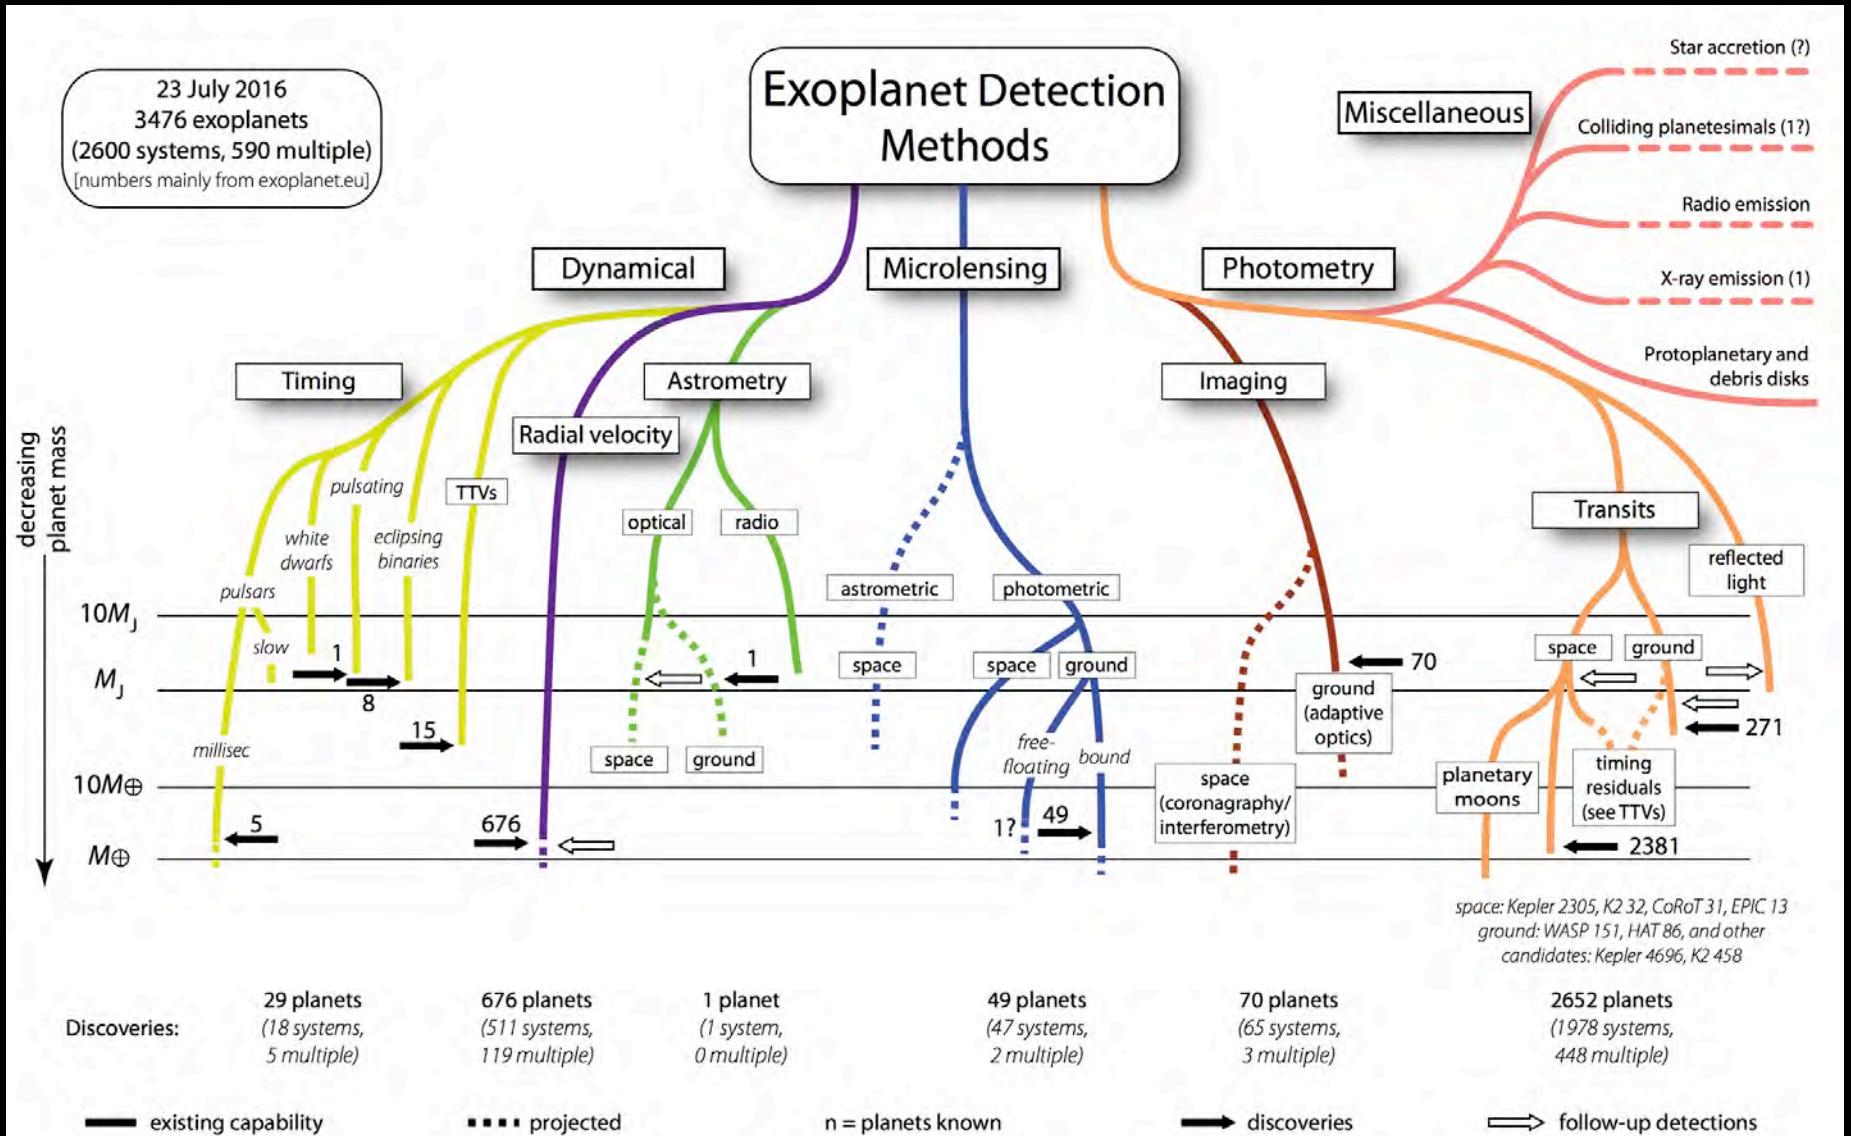 23 July 2016
3476 exoplanets
(2600 systems, 590 multiple)
[numbers mainly from exoplanet.eu]
Exoplanet Detection
Methods
Miscellaneous
Star accretion (?)
Colliding planetesimals (1?)
Radio emission
X-ray emission (1)
Protoplanetary and
debris disks
Dynamical
Microlensing
Photometry
Timing
Astrometry
Imaging
Radial velocity
decreasing
planet mass
pulsating
TTVs
white
dwarfs
eclipsing
binaries
pulsars
slow
millisec
optical
radio
astrometric
photometric
Transits
reflected
light
10MJ
MJ
10M⊕
M⊕
1
8
15
5
676
1
space
ground
space
space
ground
free-
floating
bound
1?
49
70
ground
(adaptive
optics)
space
(coronagraphy/
interferometry)
space
ground
271
planetary
moons
timing
residuals
(see TTVs)
2381
space: Kepler 2305, K2 32, CoRoT 31, EPIC 13
ground: WASP 151, HAT 86, and other
candidates: Kepler 4696, K2 458
Discoveries:
29 planets
(18 systems,
5 multiple)
676 planets
(511 systems,
119 multiple)
1 planet
(1 system,
0 multiple)
49 planets
(47 systems,
2 multiple)
70 planets
(65 systems,
3 multiple)
2652 planets
(1978 systems,
448 multiple)
existing capability
projected
n = planets known
discoveries
follow-up detections